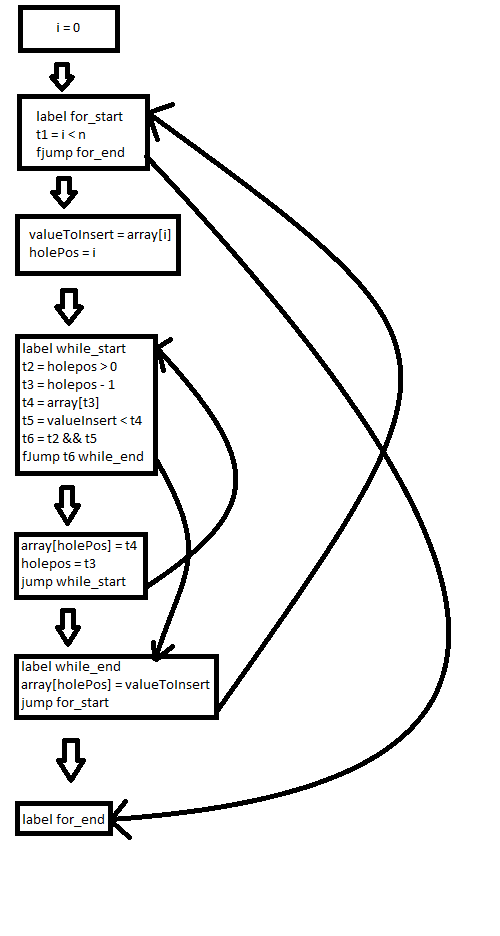 i = 0
label for_start
t1 = i < n
fjump for_end
valueToInsert = array[i]
holePos = i
label while_start
t2 = holepos > 0
t3 = holepos - 1
t4 = array[t3]
t5 = valueInsert < t4
t6 = t2 && t5
fJump t6 while_end
array[holePos] = t4
holepos = t3
jump while_start
label while_end
array[holePos] = valueToInsert
jump for_start
label for_end